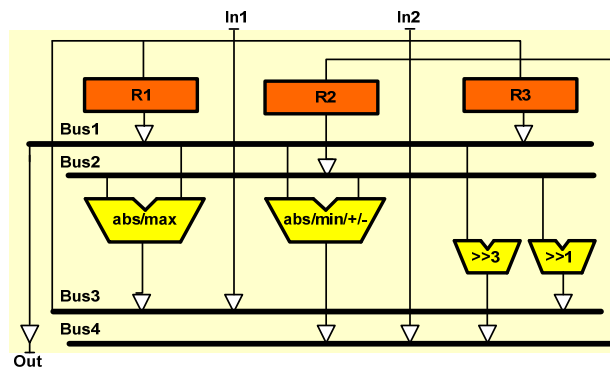 In1 In2
R1 R2 R3
Bus1
Bus2
abs/max abs/min/+/-
>>3 >>1
Bus3
Bus4
Out